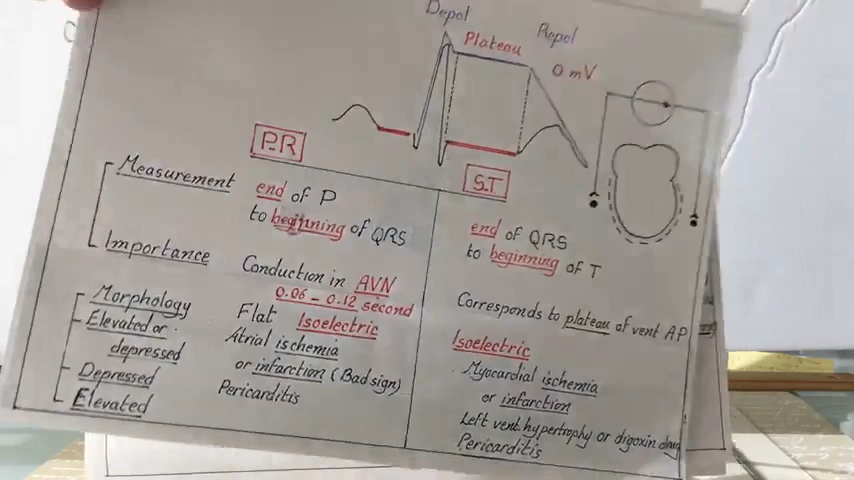 Depol
Plateau
Repol
0 mV
P.R
S.T
Measurement
end of P
to beginning of QRS
end of QRS
to beginning of T
Importance
Conduction in AVN
0.06 - 0.12 second
Corresponds to plateau of vent AP
Morphology
Flat Isoelectric
Isoelectric
Elevated or
depressed
Atrial ischemia
or infarction (Bad sign)
Myocardial ischemia
or infarction
Depressed
Left vent. hypertrophy or digoxin drug
Elevated
Pericarditis
Pericarditis